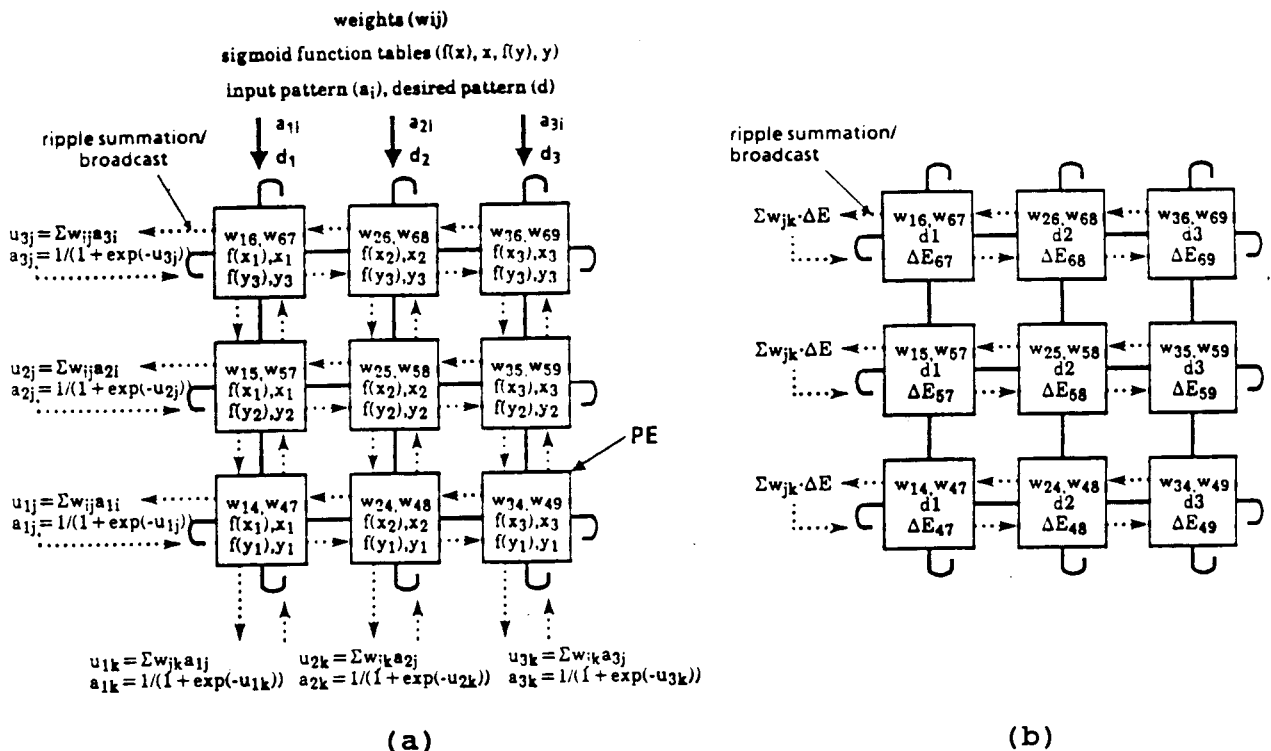 weights (wij)
sigmoid function tables (f(x), x, f(y), y)
input pattern (ai), desired pattern (d)
ripple summation/
broadcast
a1i
d1
a2i
d2
a3i
d3
u3j = Σwija3i
a3j = 1/(1 + exp(-u3j))
w16, w67
f(x1), x1
f(y3), y3
w26, w68
f(x2), x2
f(y3), y3
w36, w69
f(x3), x3
f(y3), y3
u2j = Σwija2i
a2j = 1/(1 + exp(-u2j))
w15, w57
f(x1), x1
f(y2), y2
w25, w58
f(x2), x2
f(y2), y2
w35, w59
f(x3), x3
f(y2), y2
PE
u1j = Σwija1i
a1j = 1/(1 + exp(-u1j))
w14, w47
f(x1), x1
f(y1), y1
w24, w48
f(x2), x2
f(y1), y1
w34, w49
f(x3), x3
f(y1), y1
u1k = Σwjka1j
a1k = 1/(1 + exp(-u1k))
u2k = Σwjka2j
a2k = 1/(1 + exp(-u2k))
u3k = Σwjka3j
a3k = 1/(1 + exp(-u3k))
(a)
ripple summation/
broadcast
Σwjk·ΔE
w16, w67
d1
ΔE67
w26, w68
d2
ΔE68
w36, w69
d3
ΔE69
Σwjk·ΔE
w15, w57
d1
ΔE57
w25, w58
d2
ΔE58
w35, w59
d3
ΔE59
Σwjk·ΔE
w14, w47
d1
ΔE47
w24, w48
d2
ΔE48
w34, w49
d3
ΔE49
(b)